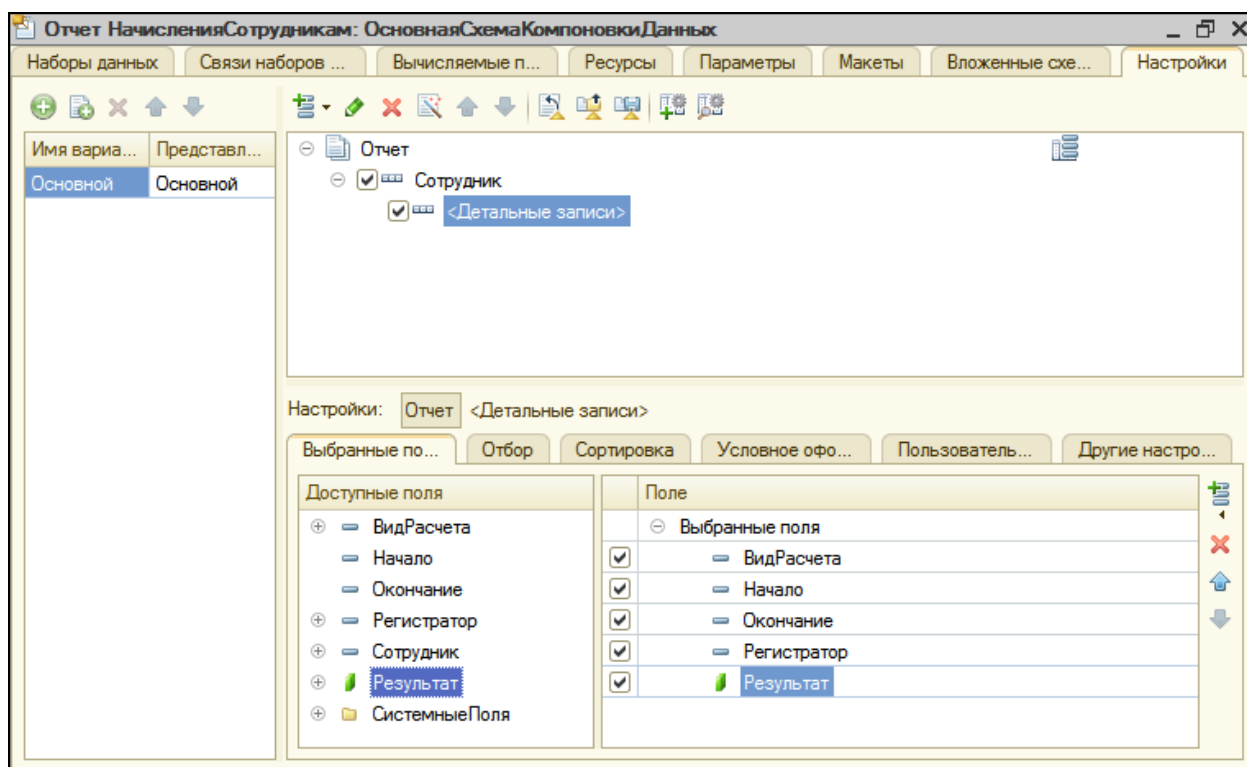 Отчет НачисленияСотрудникам: ОсновнаяСхемаКомпоновкиДанных
Наборы данных Связи наборов ... Вычисляемые п... Ресурсы Параметры Макеты Вложенные схе... Настройки
Имя вариа... Представл...
Основной Основной
Отчет
Сотрудник
<Детальные записи>
Настройки: Отчет <Детальные записи>
Выбранные по... Отбор Сортировка Условное офо... Пользователь... Другие настро...
Доступные поля Поле
ВидРасчета Выбранные поля
Начало ВидРасчета
Окончание Начало
Регистратор Окончание
Сотрудник Регистратор
Результат Результат
СистемныеПоля